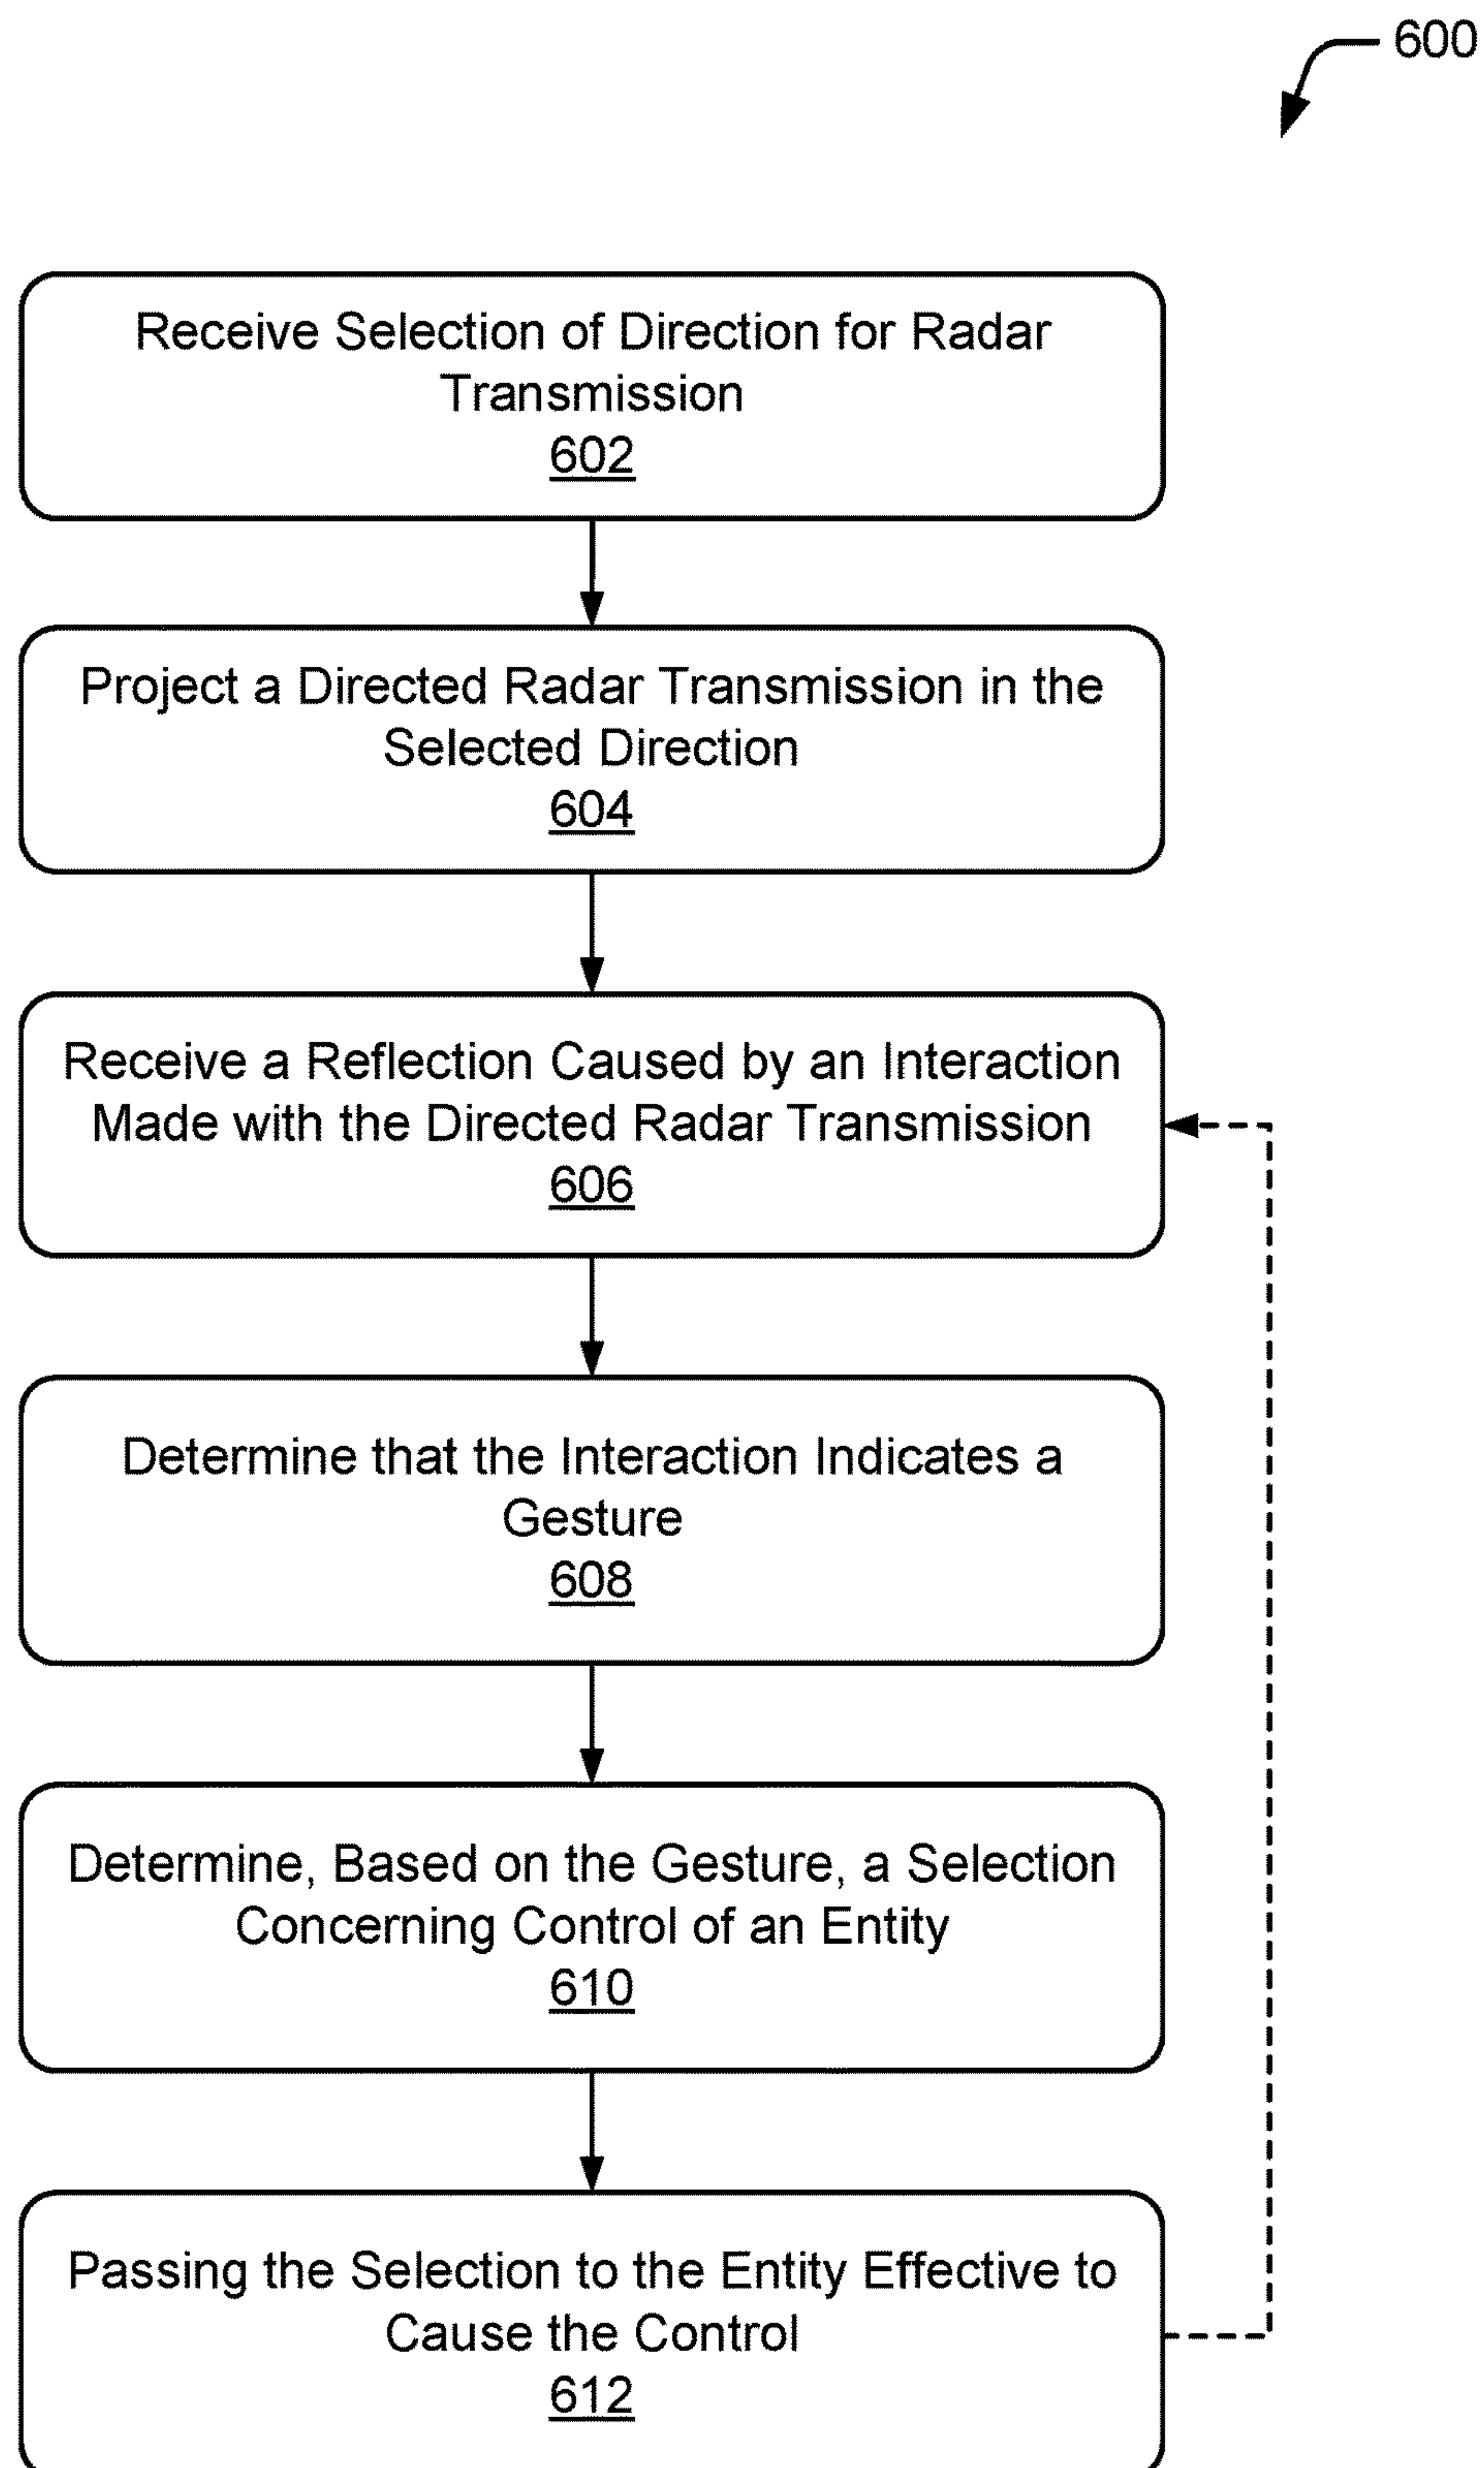 600
Receive Selection of Direction for Radar
Transmission
602
Project a Directed Radar Transmission in the
Selected Direction
604
Receive a Reflection Caused by an Interaction
Made with the Directed Radar Transmission
606
Determine that the Interaction Indicates a
Gesture
608
Determine, Based on the Gesture, a Selection
Concerning Control of an Entity
610
Passing the Selection to the Entity Effective to
Cause the Control
612